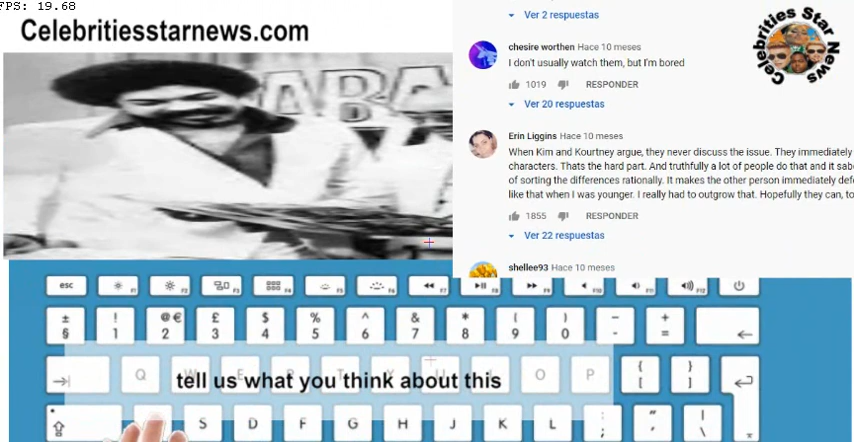 FPS: 19.68
Celebritiesstarnews.com
Ver 2 respuestas
Celebrities Star News
chesire worthen Hace 10 meses
I don't usually watch them, but I'm bored
1019 RESPONDER
Ver 20 respuestas
Erin Liggins Hace 10 meses
When Kim and Kourtney argue, they never discuss the issue. They immediately
characters. Thats the hard part. And truthfully a lot of people do that and it sab
of sorting the differences rationally. It makes the other person immediately def
like that when I was younger. I really had to outgrow that. Hopefully they can, to
1855 RESPONDER
Ver 22 respuestas
shellee93 Hace 10 meses
ABA
esc F1 F2 F3 F4 F5 F6 F7 F8 F9 F10 F11 F12
± ! @ € £ $ % ^ & * ( ) – +
§ 1 2 3 4 5 6 7 8 9 0 - =
Q W E R T Y U I O P { [ } ]
tell us what you think about this
S D F G H J K L : ; " ' | \